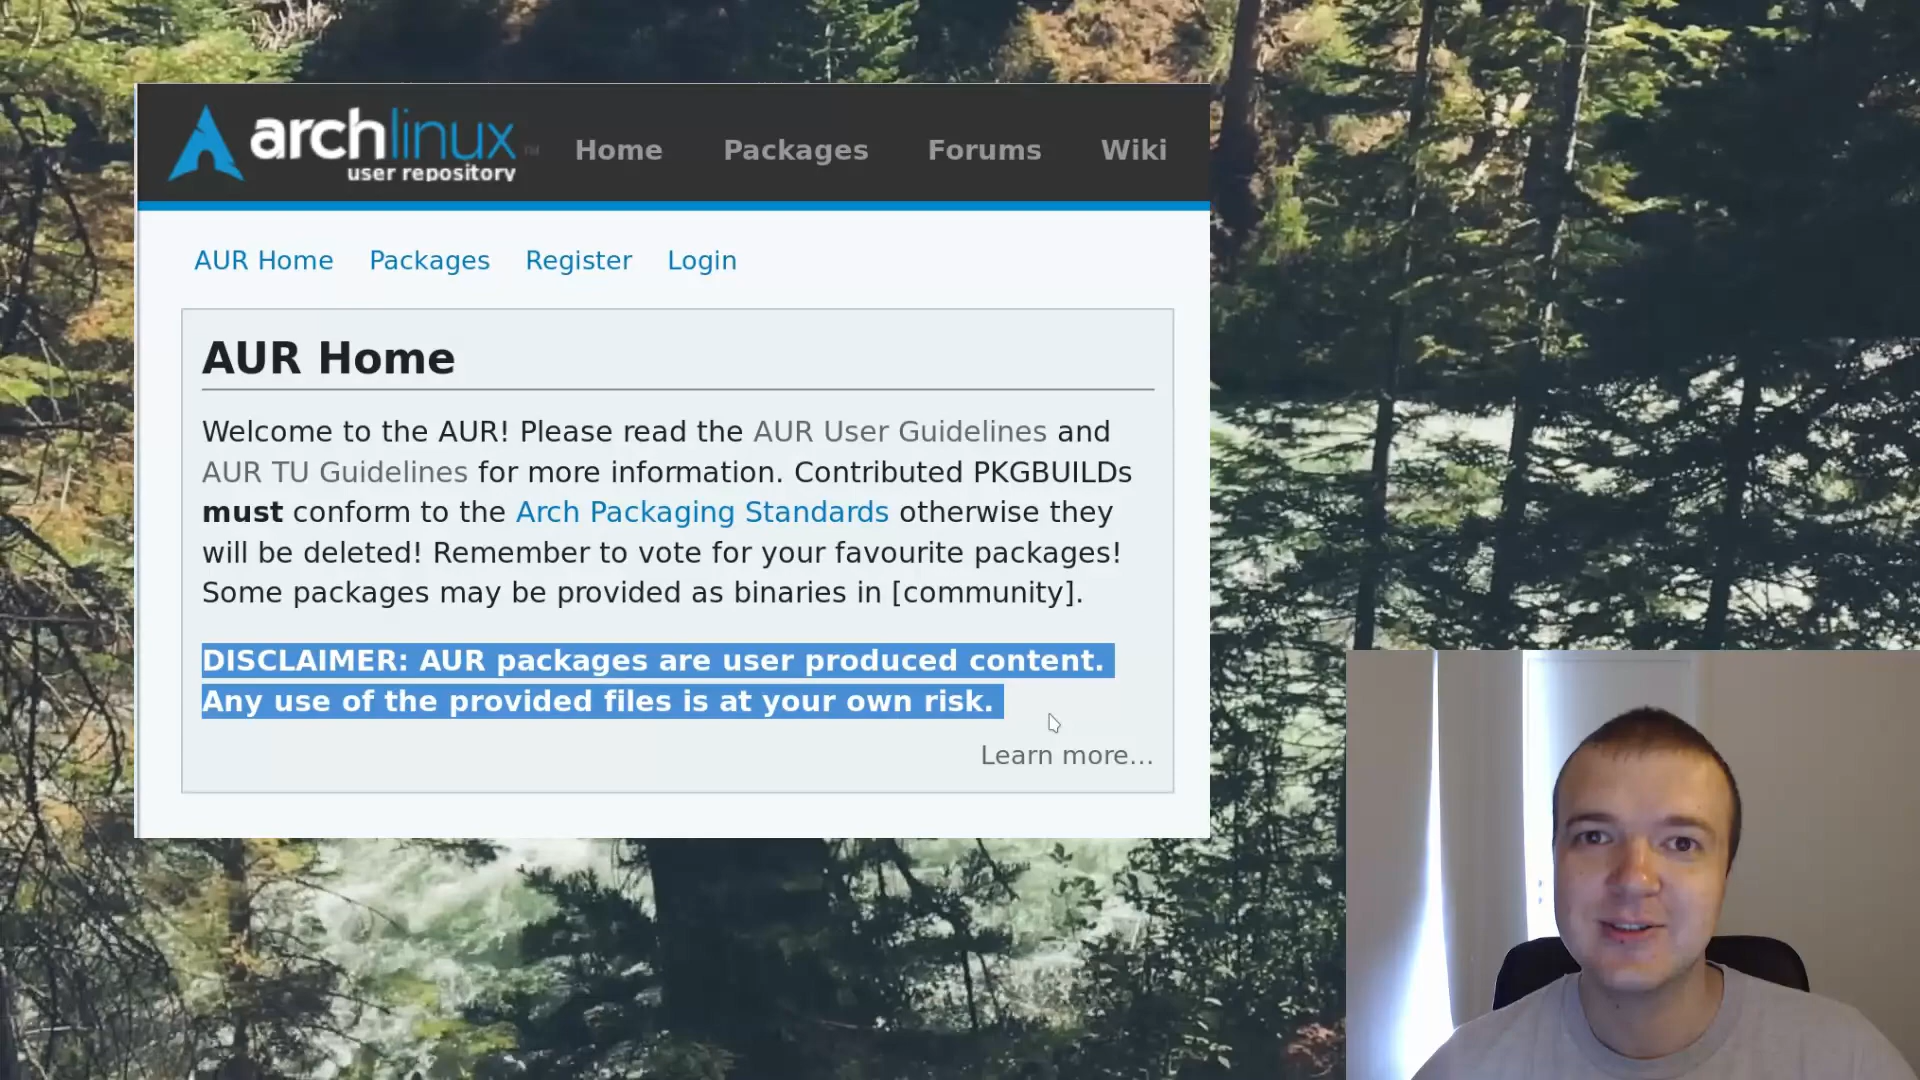 archlinux™
user repository
Home Packages Forums Wiki
AUR Home Packages Register Login
AUR Home
Welcome to the AUR! Please read the AUR User Guidelines and
AUR TU Guidelines for more information. Contributed PKGBUILDs
must conform to the Arch Packaging Standards otherwise they
will be deleted! Remember to vote for your favourite packages!
Some packages may be provided as binaries in [community].
DISCLAIMER: AUR packages are user produced content.
Any use of the provided files is at your own risk.
Learn more...